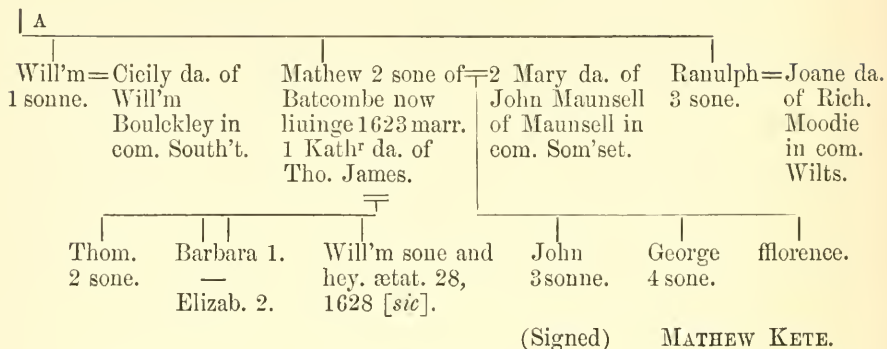 A
Will'm=Cicily da. of
1 sonne. Will'm
Boulckley in
com. South't.
Mathew 2 sone of
Batcombe now
liuinge 1623 marr.
1 Kathʳ da. of
Tho. James.
2 Mary da. of
John Maunsell
of Maunsell in
com. Som'set.
Ranulph=Joane da.
3 sone. of Rich.
Moodie
in com.
Wilts.
Thom.
2 sone.
Barbara 1.
—
Elizab. 2.
Will'm sone and
hey. ætat. 28,
1628 [sic].
John
3 sonne.
George
4 sone.
fflorence.
(Signed) MATHEW KETE.